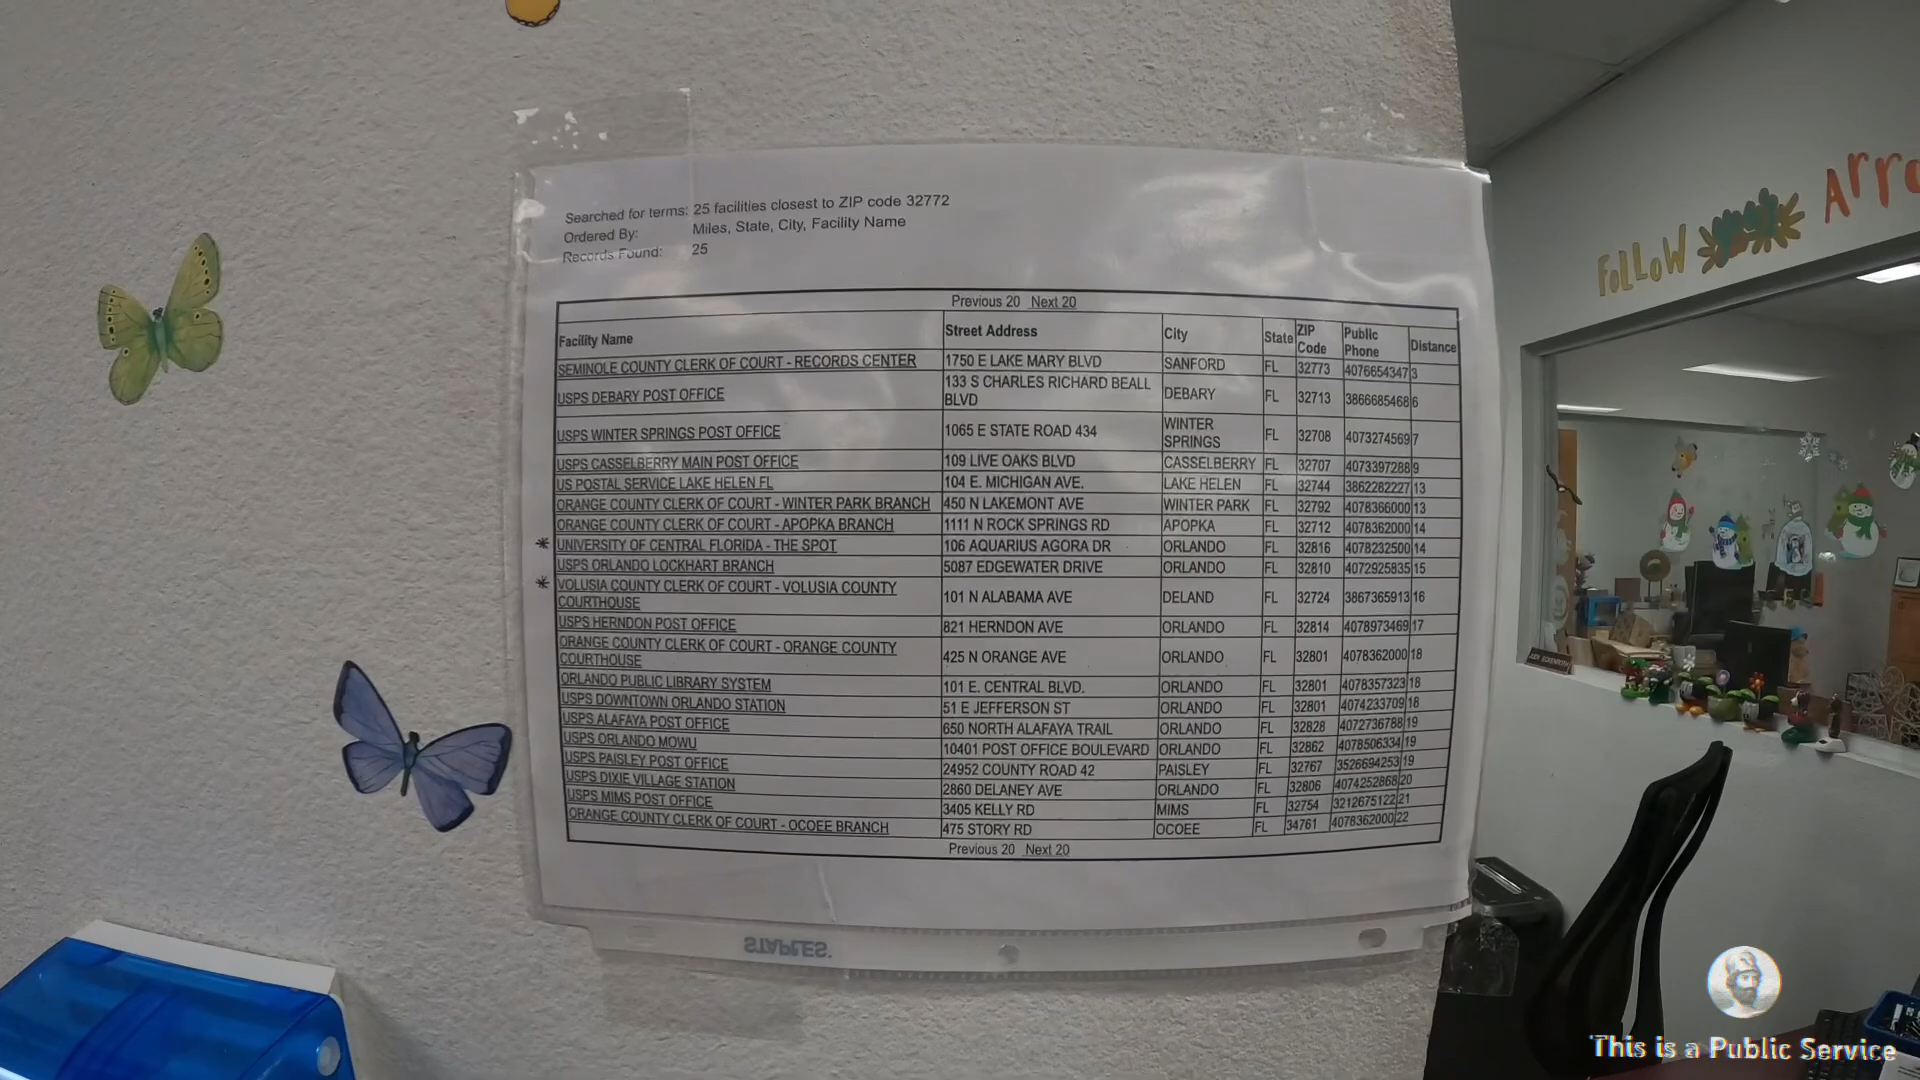 FOLLOW your Arro
Searched for terms: 25 facilities closest to ZIP code 32772
Ordered By: Miles, State, City, Facility Name
Records Found: 25
Previous 20 Next 20
Facility Name Street Address City State ZIP Code Public Phone Distance
SEMINOLE COUNTY CLERK OF COURT - RECORDS CENTER 1750 E LAKE MARY BLVD SANFORD FL 32773 4076654347 3
USPS DEBARY POST OFFICE 133 S CHARLES RICHARD BEALL BLVD DEBARY FL 32713 3866685468 6
USPS WINTER SPRINGS POST OFFICE 1065 E STATE ROAD 434 WINTER SPRINGS FL 32708 4073274569 7
USPS CASSELBERRY MAIN POST OFFICE 109 LIVE OAKS BLVD CASSELBERRY FL 32707 4073397288 9
US POSTAL SERVICE LAKE HELEN FL 104 E. MICHIGAN AVE. LAKE HELEN FL 32744 3862282227 13
ORANGE COUNTY CLERK OF COURT - WINTER PARK BRANCH 450 N LAKEMONT AVE WINTER PARK FL 32792 4078366000 13
ORANGE COUNTY CLERK OF COURT - APOPKA BRANCH 1111 N ROCK SPRINGS RD APOPKA FL 32712 4078362000 14
* UNIVERSITY OF CENTRAL FLORIDA - THE SPOT 106 AQUARIUS AGORA DR ORLANDO FL 32816 4078232500 14
USPS ORLANDO LOCKHART BRANCH 5087 EDGEWATER DRIVE ORLANDO FL 32810 4072925835 15
* VOLUSIA COUNTY CLERK OF COURT - VOLUSIA COUNTY COURTHOUSE 101 N ALABAMA AVE DELAND FL 32724 3867365913 16
USPS HERNDON POST OFFICE 821 HERNDON AVE ORLANDO FL 32814 4078973469 17
ORANGE COUNTY CLERK OF COURT - ORANGE COUNTY COURTHOUSE 425 N ORANGE AVE ORLANDO FL 32801 4078362000 18
ORLANDO PUBLIC LIBRARY SYSTEM 101 E. CENTRAL BLVD. ORLANDO FL 32801 4078357323 18
USPS DOWNTOWN ORLANDO STATION 51 E JEFFERSON ST ORLANDO FL 32801 4074233709 18
USPS ALAFAYA POST OFFICE 650 NORTH ALAFAYA TRAIL ORLANDO FL 32828 4072736788 19
USPS ORLANDO MOWU 10401 POST OFFICE BOULEVARD ORLANDO FL 32862 4078506334 19
USPS PAISLEY POST OFFICE 24952 COUNTY ROAD 42 PAISLEY FL 32767 3526694253 19
USPS DIXIE VILLAGE STATION 2860 DELANEY AVE ORLANDO FL 32806 4074252868 20
USPS MIMS POST OFFICE 3405 KELLY RD MIMS FL 32754 3212675122 21
ORANGE COUNTY CLERK OF COURT - OCOEE BRANCH 475 STORY RD OCOEE FL 34761 4078362000 22
Previous 20 Next 20
STAPLES.
This is a Public Service